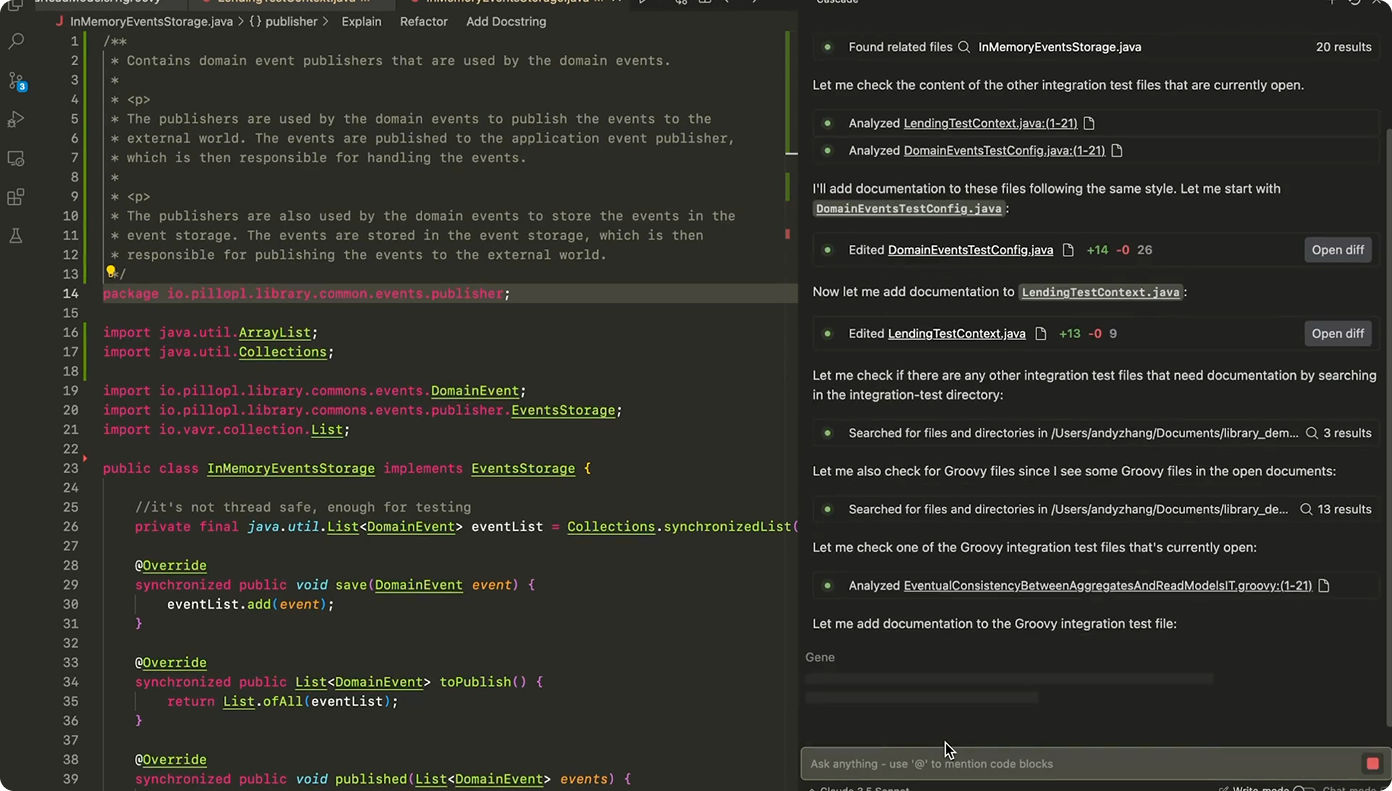 InMemoryEventsStorage.java > {} publisher > Explain Refactor Add Docstring
1 /**
2 * Contains domain event publishers that are used by the domain events.
3 *
4 * <p>
5 * The publishers are used by the domain events to publish the events to the
6 * external world. The events are published to the application event publisher,
7 * which is then responsible for handling the events.
8 *
9 * <p>
10 * The publishers are also used by the domain events to store the events in the
11 * event storage. The events are stored in the event storage, which is then
12 * responsible for publishing the events to the external world.
13 */
14 package io.pillopl.library.common.events.publisher;
15
16 import java.util.ArrayList;
17 import java.util.Collections;
18
19 import io.pillopl.library.commons.events.DomainEvent;
20 import io.pillopl.library.commons.events.publisher.EventsStorage;
21 import io.vavr.collection.List;
22
23 public class InMemoryEventsStorage implements EventsStorage {
24
25 //it's not thread safe, enough for testing
26 private final java.util.List<DomainEvent> eventList = Collections.synchronizedList(
27
28 @Override
29 synchronized public void save(DomainEvent event) {
30 eventList.add(event);
31 }
32
33 @Override
34 synchronized public List<DomainEvent> toPublish() {
35 return List.ofAll(eventList);
36 }
37
38 @Override
39 synchronized public void published(List<DomainEvent> events) {
3
Found related files InMemoryEventsStorage.java 20 results
Let me check the content of the other integration test files that are currently open.
Analyzed LendingTestContext.java:(1-21)
Analyzed DomainEventsTestConfig.java:(1-21)
I'll add documentation to these files following the same style. Let me start with
DomainEventsTestConfig.java:
Edited DomainEventsTestConfig.java +14 -0 26 Open diff
Now let me add documentation to LendingTestContext.java:
Edited LendingTestContext.java +13 -0 9 Open diff
Let me check if there are any other integration test files that need documentation by searching
in the integration-test directory:
Searched for files and directories in /Users/andyzhang/Documents/library_dem... 3 results
Let me also check for Groovy files since I see some Groovy files in the open documents:
Searched for files and directories in /Users/andyzhang/Documents/library_de... 13 results
Let me check one of the Groovy integration test files that's currently open:
Analyzed EventualConsistencyBetweenAggregatesAndReadModelsIT.groovy:(1-21)
Let me add documentation to the Groovy integration test file:
Gene
Ask anything - use '@' to mention code blocks